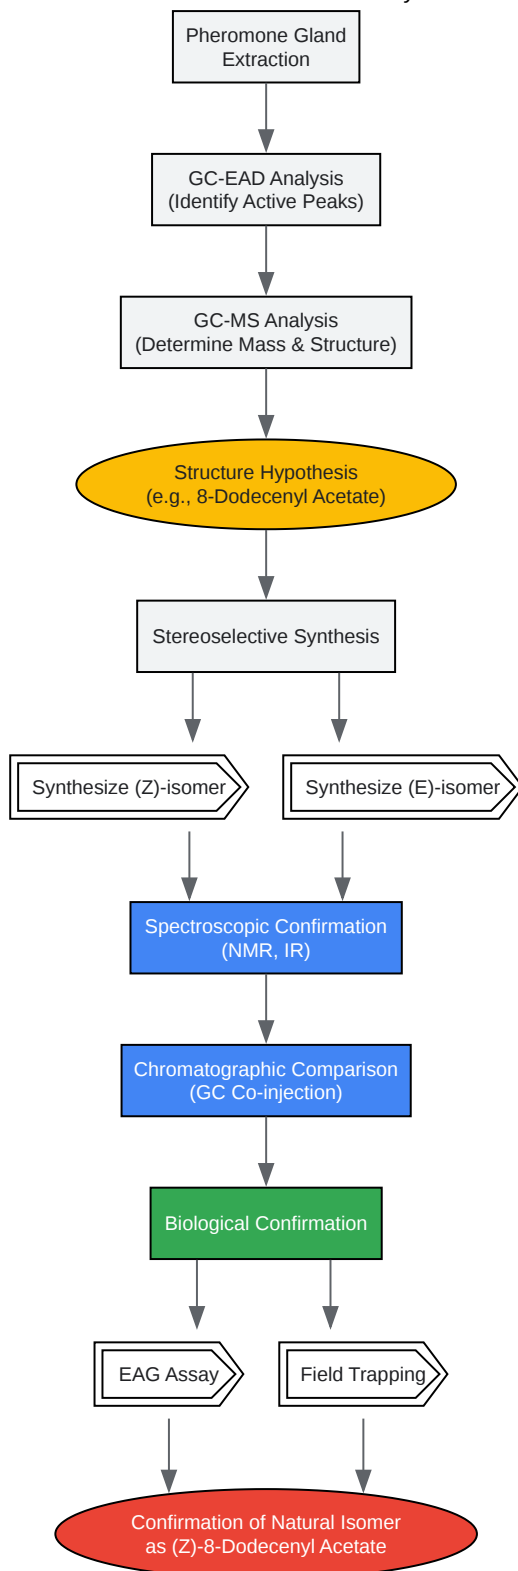 Pheromone Gland
Extraction
GC-EAD Analysis
(Identify Active Peaks)
GC-MS Analysis
(Determine Mass & Structure)
Structure Hypothesis
(e.g., 8-Dodecenyl Acetate)
Stereoselective Synthesis
Synthesize (Z)-isomer
Synthesize (E)-isomer
Spectroscopic Confirmation
(NMR, IR)
Chromatographic Comparison
(GC Co-injection)
Biological Confirmation
EAG Assay
Field Trapping
Confirmation of Natural Isomer
as (Z)-8-Dodecenyl Acetate